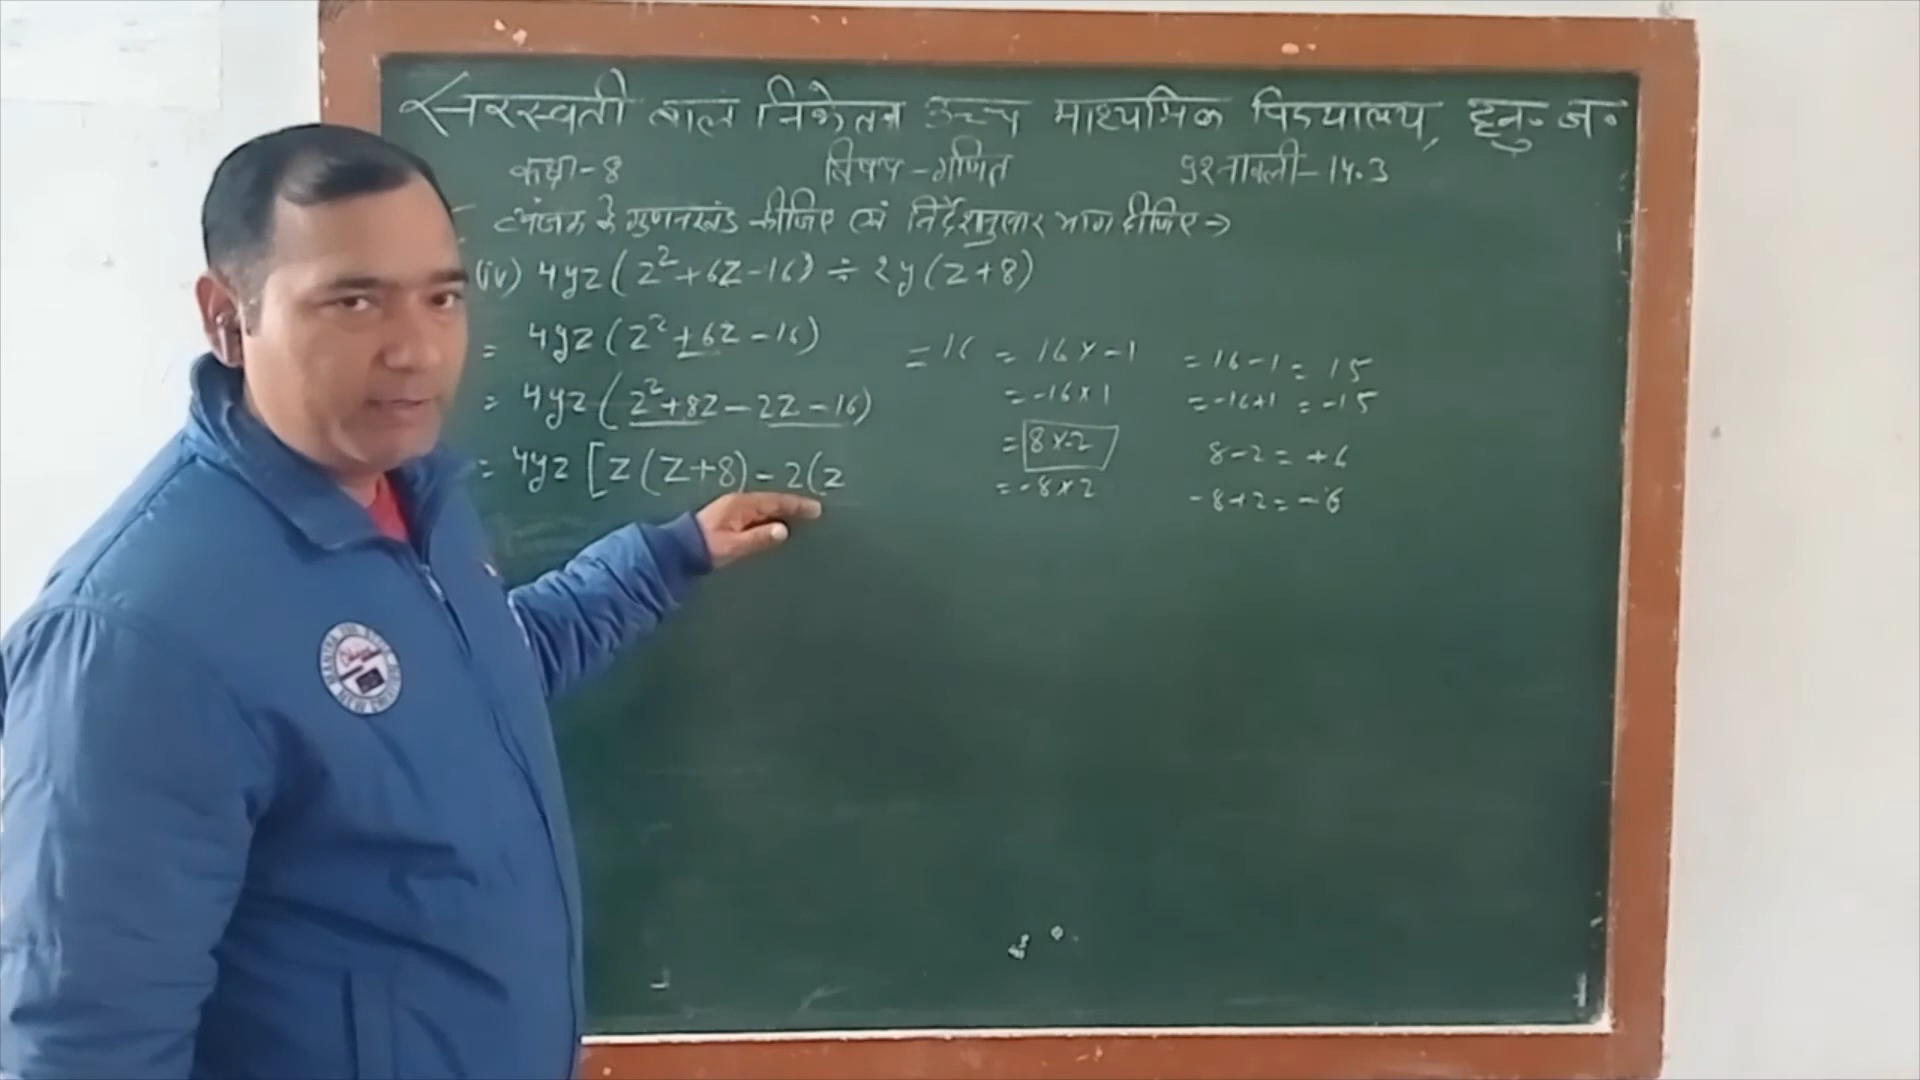 सरस्वती बाल निकेतन उच्च माध्यमिक विद्यालय, हनु॰ ज॰
कक्षा-8 विषय-गणित प्रश्नावली-14.3
व्यंजक के गुणनखंड कीजिए एवं निर्देशानुसार भाग दीजिए→
(iv) 4yz(z²+6z-16) ÷ 2y(z+8)
= 4yz(z²+6z-16)
= 4yz(z²+8z-2z-16)
= 4yz[z(z+8)-2(z
= 16 = 16×-1 = 16-1 = 15
= -16×1 = -16+1 = -15
= 8×-2 8-2 = +6
= -8×2 -8+2 = -6